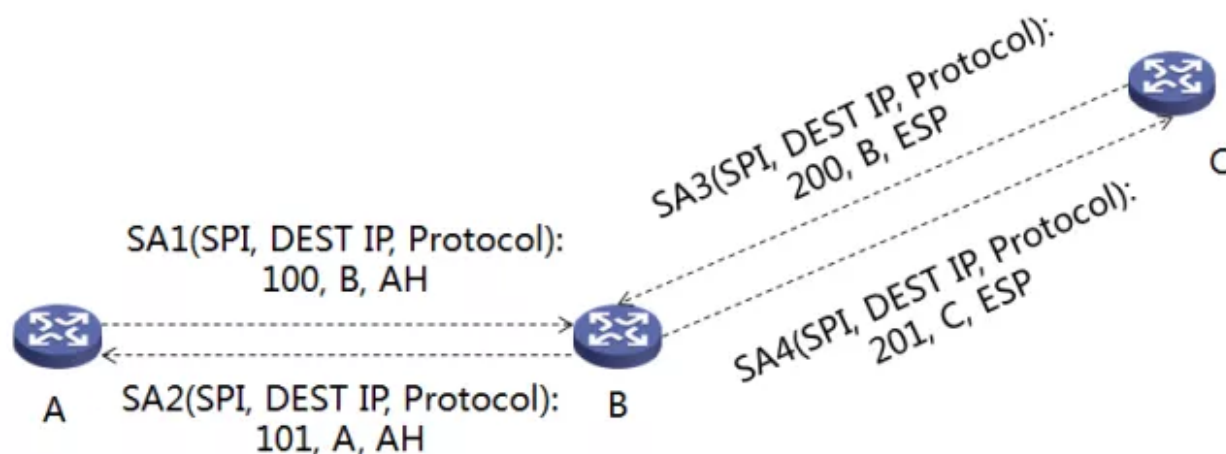 SA3(SPI, DEST IP, Protocol):
200, B, ESP
C
SA4(SPI, DEST IP, Protocol):
201, C, ESP
SA1(SPI, DEST IP, Protocol):
100, B, AH
A
SA2(SPI, DEST IP, Protocol):
101, A, AH
B